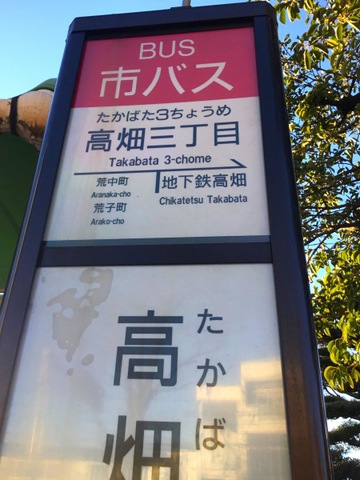 BUS
市バス
たかばた3ちょうめ
高畑三丁目
Takabata 3-chome
荒中町
Aranaka-cho
荒子町
Arako-cho
地下鉄高畑
Chikatetsu Takabata
高畑
たかば